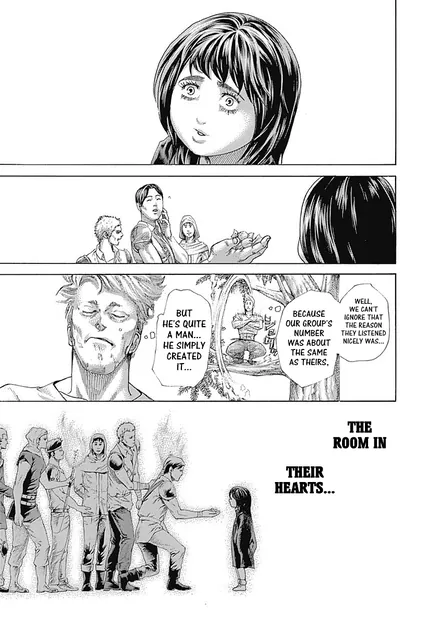 WELL,
WE CAN'T
IGNORE THAT
THE REASON
THEY LISTENED
NICELY WAS...
BECAUSE
OUR GROUP'S
NUMBER
WAS ABOUT
THE SAME
AS THEIRS.
BUT
HE'S QUITE
A MAN...
HE SIMPLY
CREATED
IT...
THE
ROOM IN
THEIR
HEARTS...